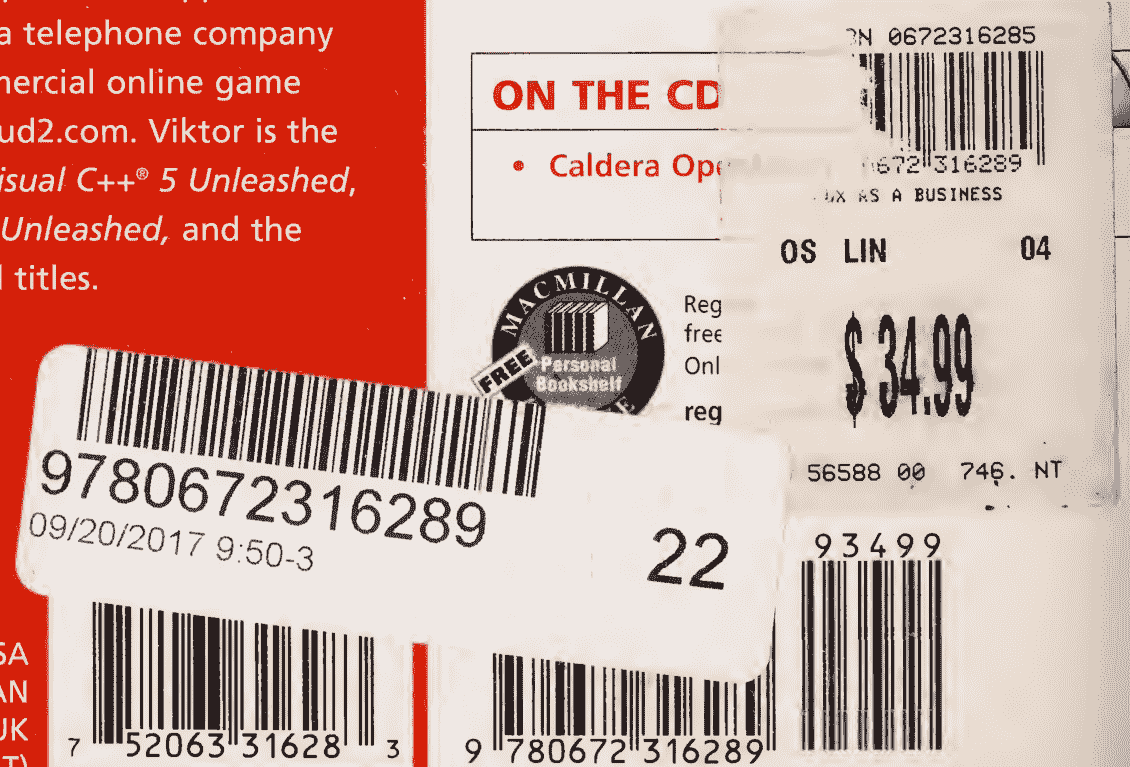 a telephone company
mercial online game
ud2.com. Viktor is the
isual C++® 5 Unleashed,
Unleashed, and the
titles.
ON THE CD
• Caldera Ope
MACMILLAN
FREE
Personal
Bookshelf
Reg
free
Onl
reg
BN 0672316285
0672 316289
UX AS A BUSINESS
OS LIN 04
$ 34.99
56588 00 746. NT
9780672316289
09/20/2017 9:50-3
22
93499
SA
AN
UK
T)
7 52063 31628 3
9 780672 316289